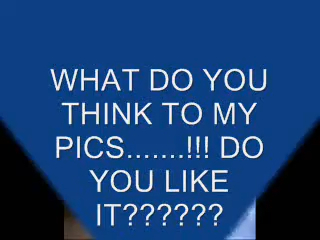 WHAT DO YOU
THINK TO MY
PICS.......!!! DO
YOU LIKE
IT??????